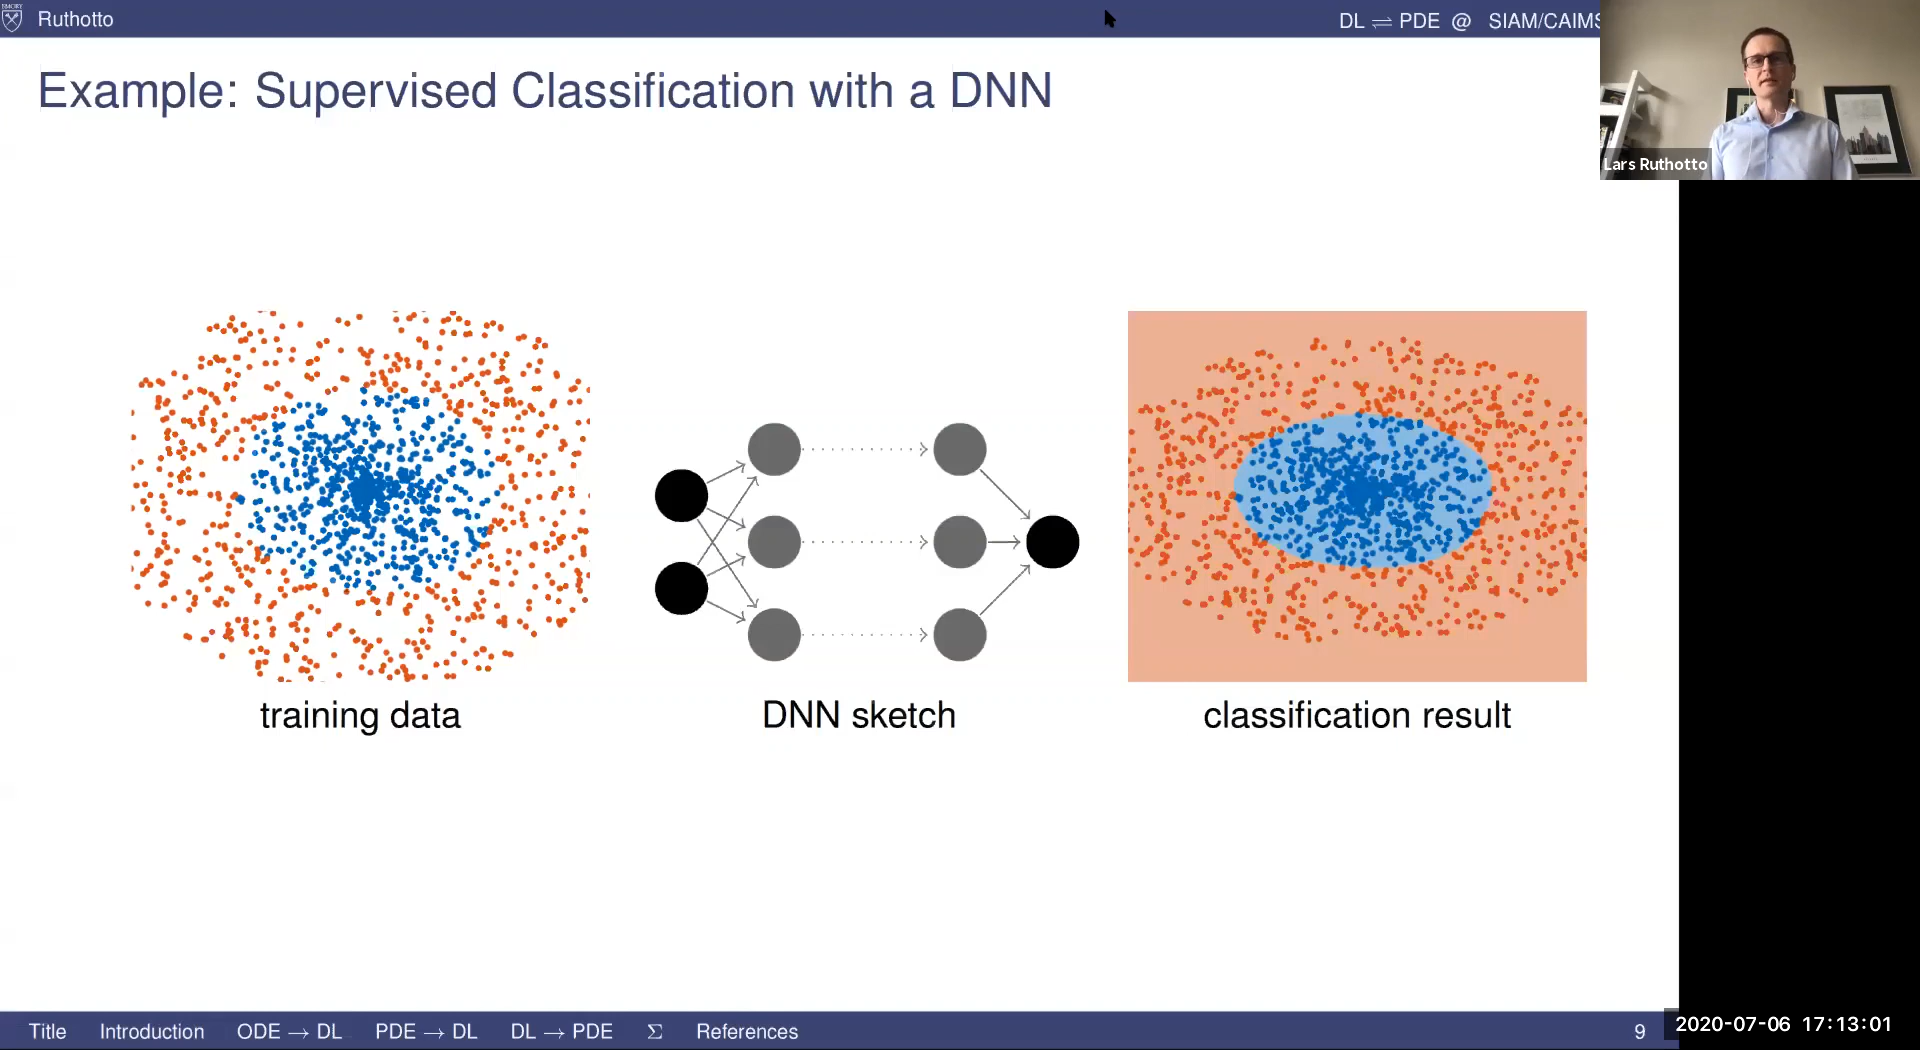 EMORY
Ruthotto
DL ⇌ PDE @ SIAM/CAIMS
Example: Supervised Classification with a DNN
Lars Ruthotto
training data
DNN sketch
classification result
Title Introduction ODE → DL PDE → DL DL → PDE Σ References
9
2020-07-06 17:13:01